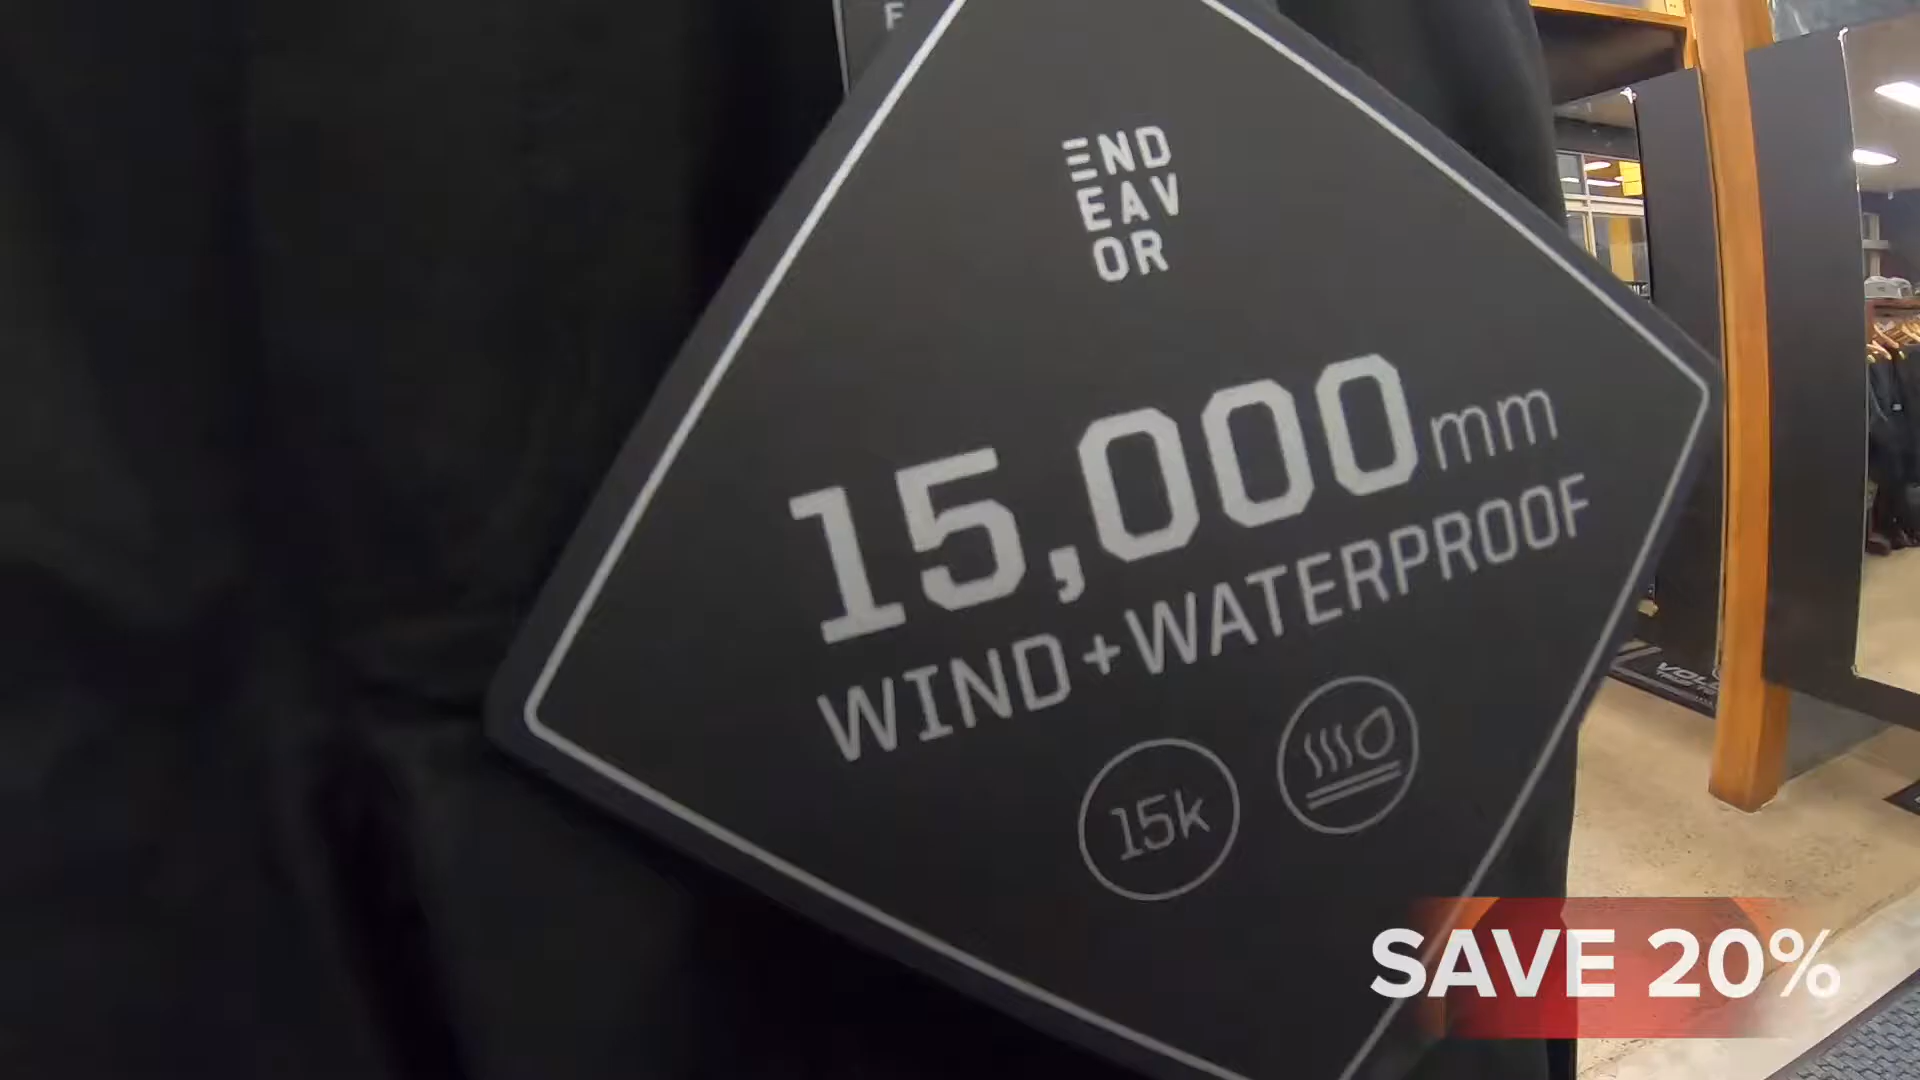 F
END
EAV
OR
15,000mm
WIND+WATERPROOF
15k
SAVE 20%